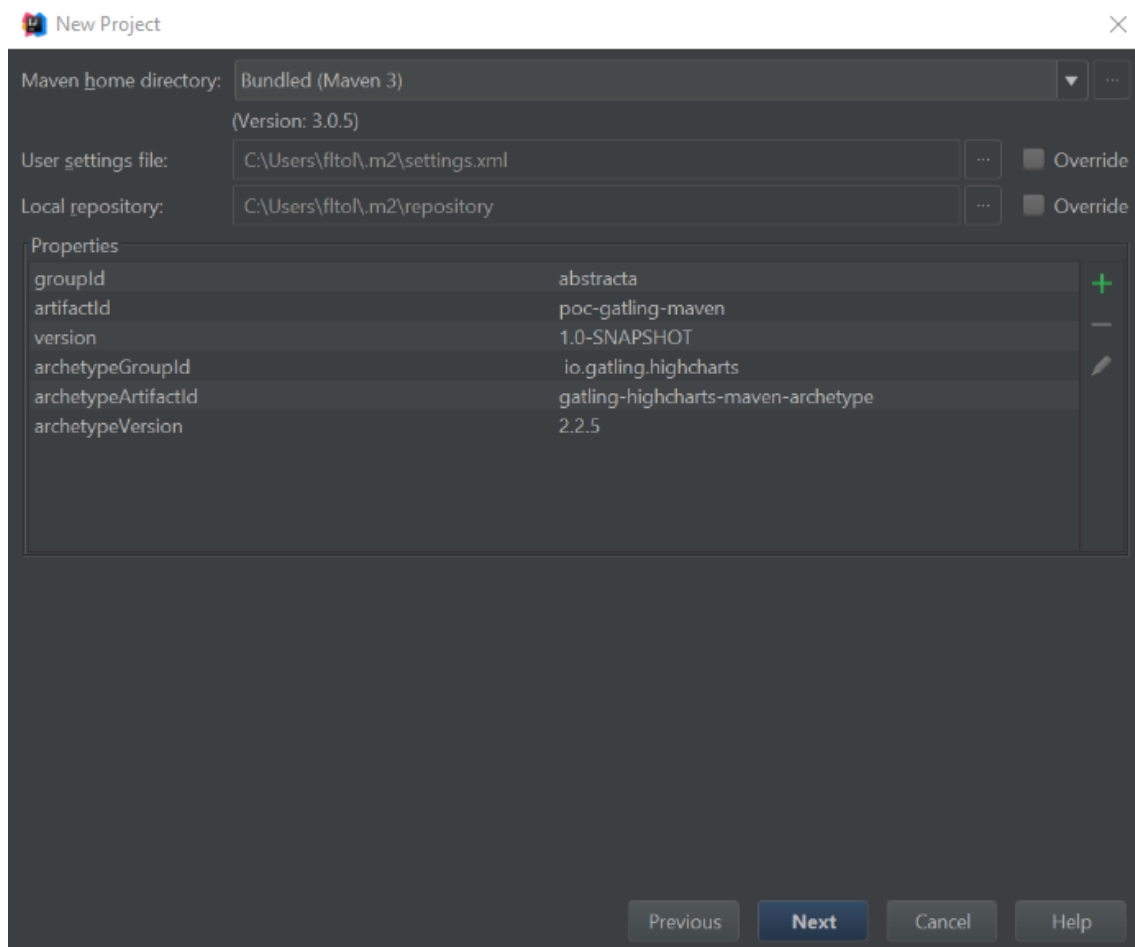 New Project
Maven home directory: Bundled (Maven 3)
(Version: 3.0.5)
User settings file: C:\Users\fltol\.m2\settings.xml ... Override
Local repository: C:\Users\fltol\.m2\repository ... Override
Properties
groupId abstracta
artifactId poc-gatling-maven
version 1.0-SNAPSHOT
archetypeGroupId io.gatling.highcharts
archetypeArtifactId gatling-highcharts-maven-archetype
archetypeVersion 2.2.5
Previous Next Cancel Help